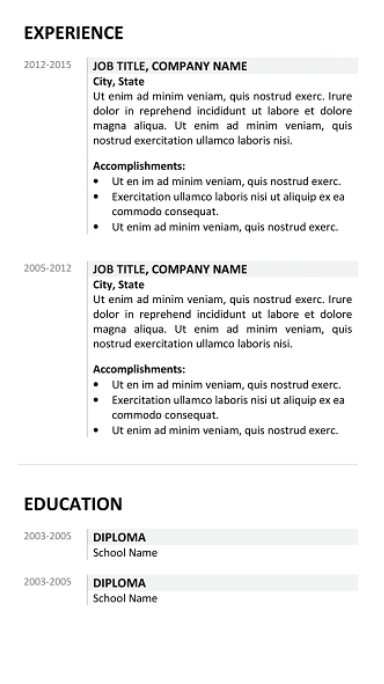 EXPERIENCE
2012-2015
JOB TITLE, COMPANY NAME
City, State
Ut enim ad minim veniam, quis nostrud exerc. Irure
dolor in reprehend incididunt ut labore et dolore
magna aliqua. Ut enim ad minim veniam, quis
nostrud exercitation ullamco laboris nisi.
Accomplishments:
• Ut en im ad minim veniam, quis nostrud exerc.
• Exercitation ullamco laboris nisi ut aliquip ex ea
commodo consequat.
• Ut enim ad minim veniam, quis nostrud exerc.
2005-2012
JOB TITLE, COMPANY NAME
City, State
Ut enim ad minim veniam, quis nostrud exerc. Irure
dolor in reprehend incididunt ut labore et dolore
magna aliqua. Ut enim ad minim veniam, quis
nostrud exercitation ullamco laboris nisi.
Accomplishments:
• Ut en im ad minim veniam, quis nostrud exerc.
• Exercitation ullamco laboris nisi ut aliquip ex ea
commodo consequat.
• Ut enim ad minim veniam, quis nostrud exerc.
EDUCATION
2003-2005
DIPLOMA
School Name
2003-2005
DIPLOMA
School Name